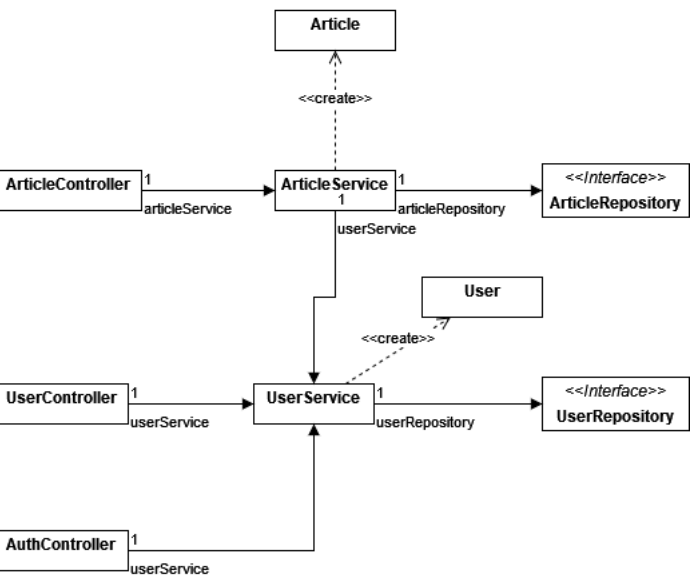 Article
<<create>>
ArticleController
1
articleService
ArticleService
1
1
articleRepository
userService
<<Interface>>
ArticleRepository
User
<<create>>
UserController
1
userService
UserService
1
userRepository
<<Interface>>
UserRepository
AuthController
1
userService